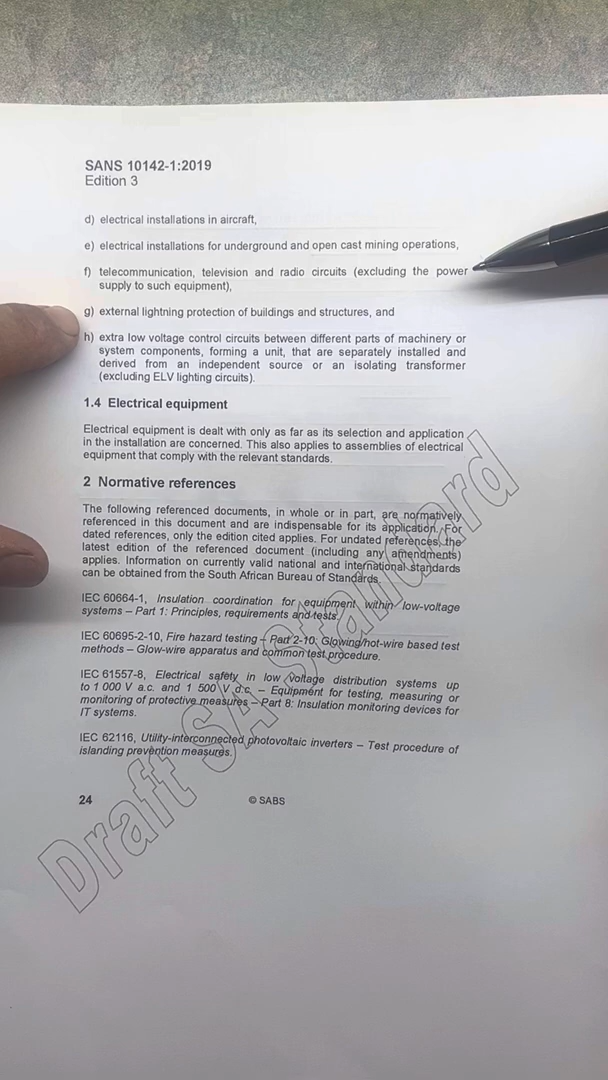 SANS 10142-1:2019
Edition 3
d) electrical installations in aircraft,
e) electrical installations for underground and open cast mining operations,
f) telecommunication, television and radio circuits (excluding the power
supply to such equipment),
g) external lightning protection of buildings and structures, and
h) extra low voltage control circuits between different parts of machinery or
system components, forming a unit, that are separately installed and
derived from an independent source or an isolating transformer
(excluding ELV lighting circuits).
1.4 Electrical equipment
Electrical equipment is dealt with only as far as its selection and application
in the installation are concerned. This also applies to assemblies of electrical
equipment that comply with the relevant standards.
2 Normative references
The following referenced documents, in whole or in part, are normatively
referenced in this document and are indispensable for its application. For
dated references, only the edition cited applies. For undated references, the
latest edition of the referenced document (including any amendments)
applies. Information on currently valid national and international standards
can be obtained from the South African Bureau of Standards.
IEC 60664-1, Insulation coordination for equipment within low-voltage
systems – Part 1: Principles, requirements and tests.
IEC 60695-2-10, Fire hazard testing – Part 2-10: Glowing/hot-wire based test
methods – Glow-wire apparatus and common test procedure.
IEC 61557-8, Electrical safety in low voltage distribution systems up
to 1 000 V a.c. and 1 500 V d.c. – Equipment for testing, measuring or
monitoring of protective measures – Part 8: Insulation monitoring devices for
IT systems.
IEC 62116, Utility-interconnected photovoltaic inverters – Test procedure of
islanding prevention measures.
24 © SABS
Draft SA Standard